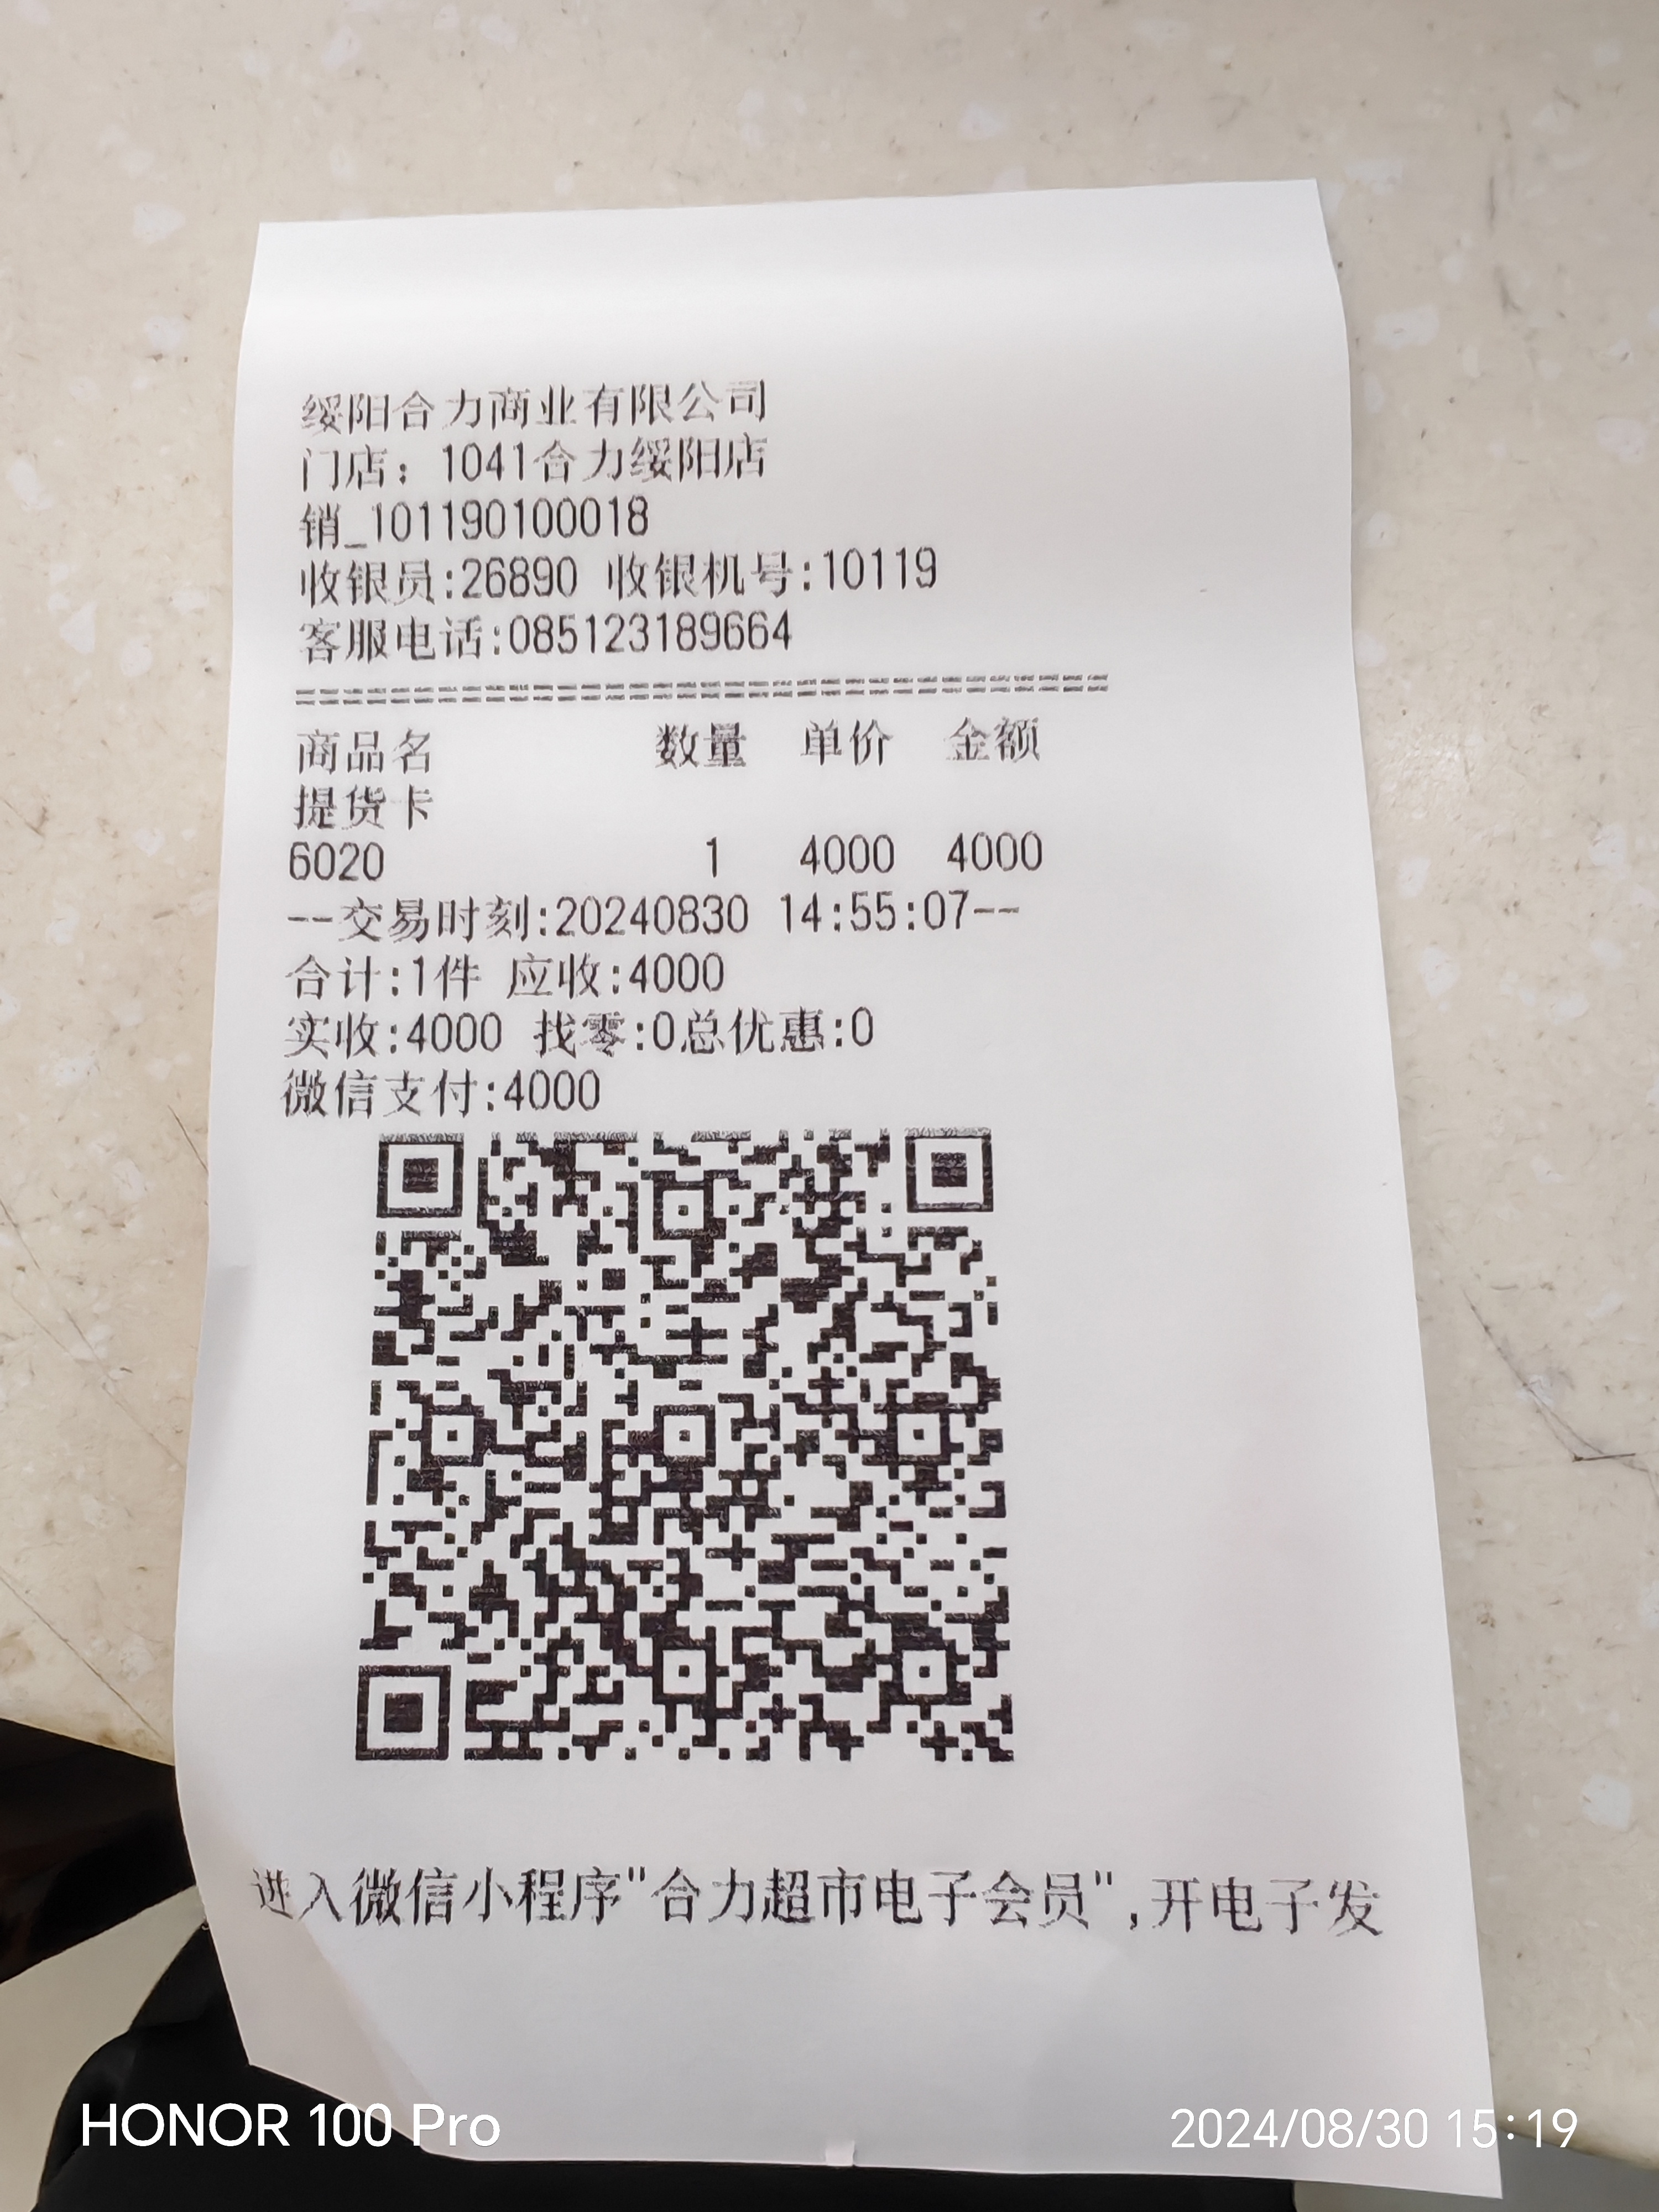 绥阳合力商业有限公司
门店：1041合力绥阳店
销_101190100018
收银员:26890 收银机号:10119
客服电话:085123189664
==================================
商品名 数量 单价 金额
提货卡
6020 1 4000 4000
--交易时刻:20240830 14:55:07--
合计:1件 应收:4000
实收:4000 找零:0总优惠:0
微信支付:4000
进入微信小程序"合力超市电子会员",开电子发
HONOR 100 Pro
2024/08/30 15:19